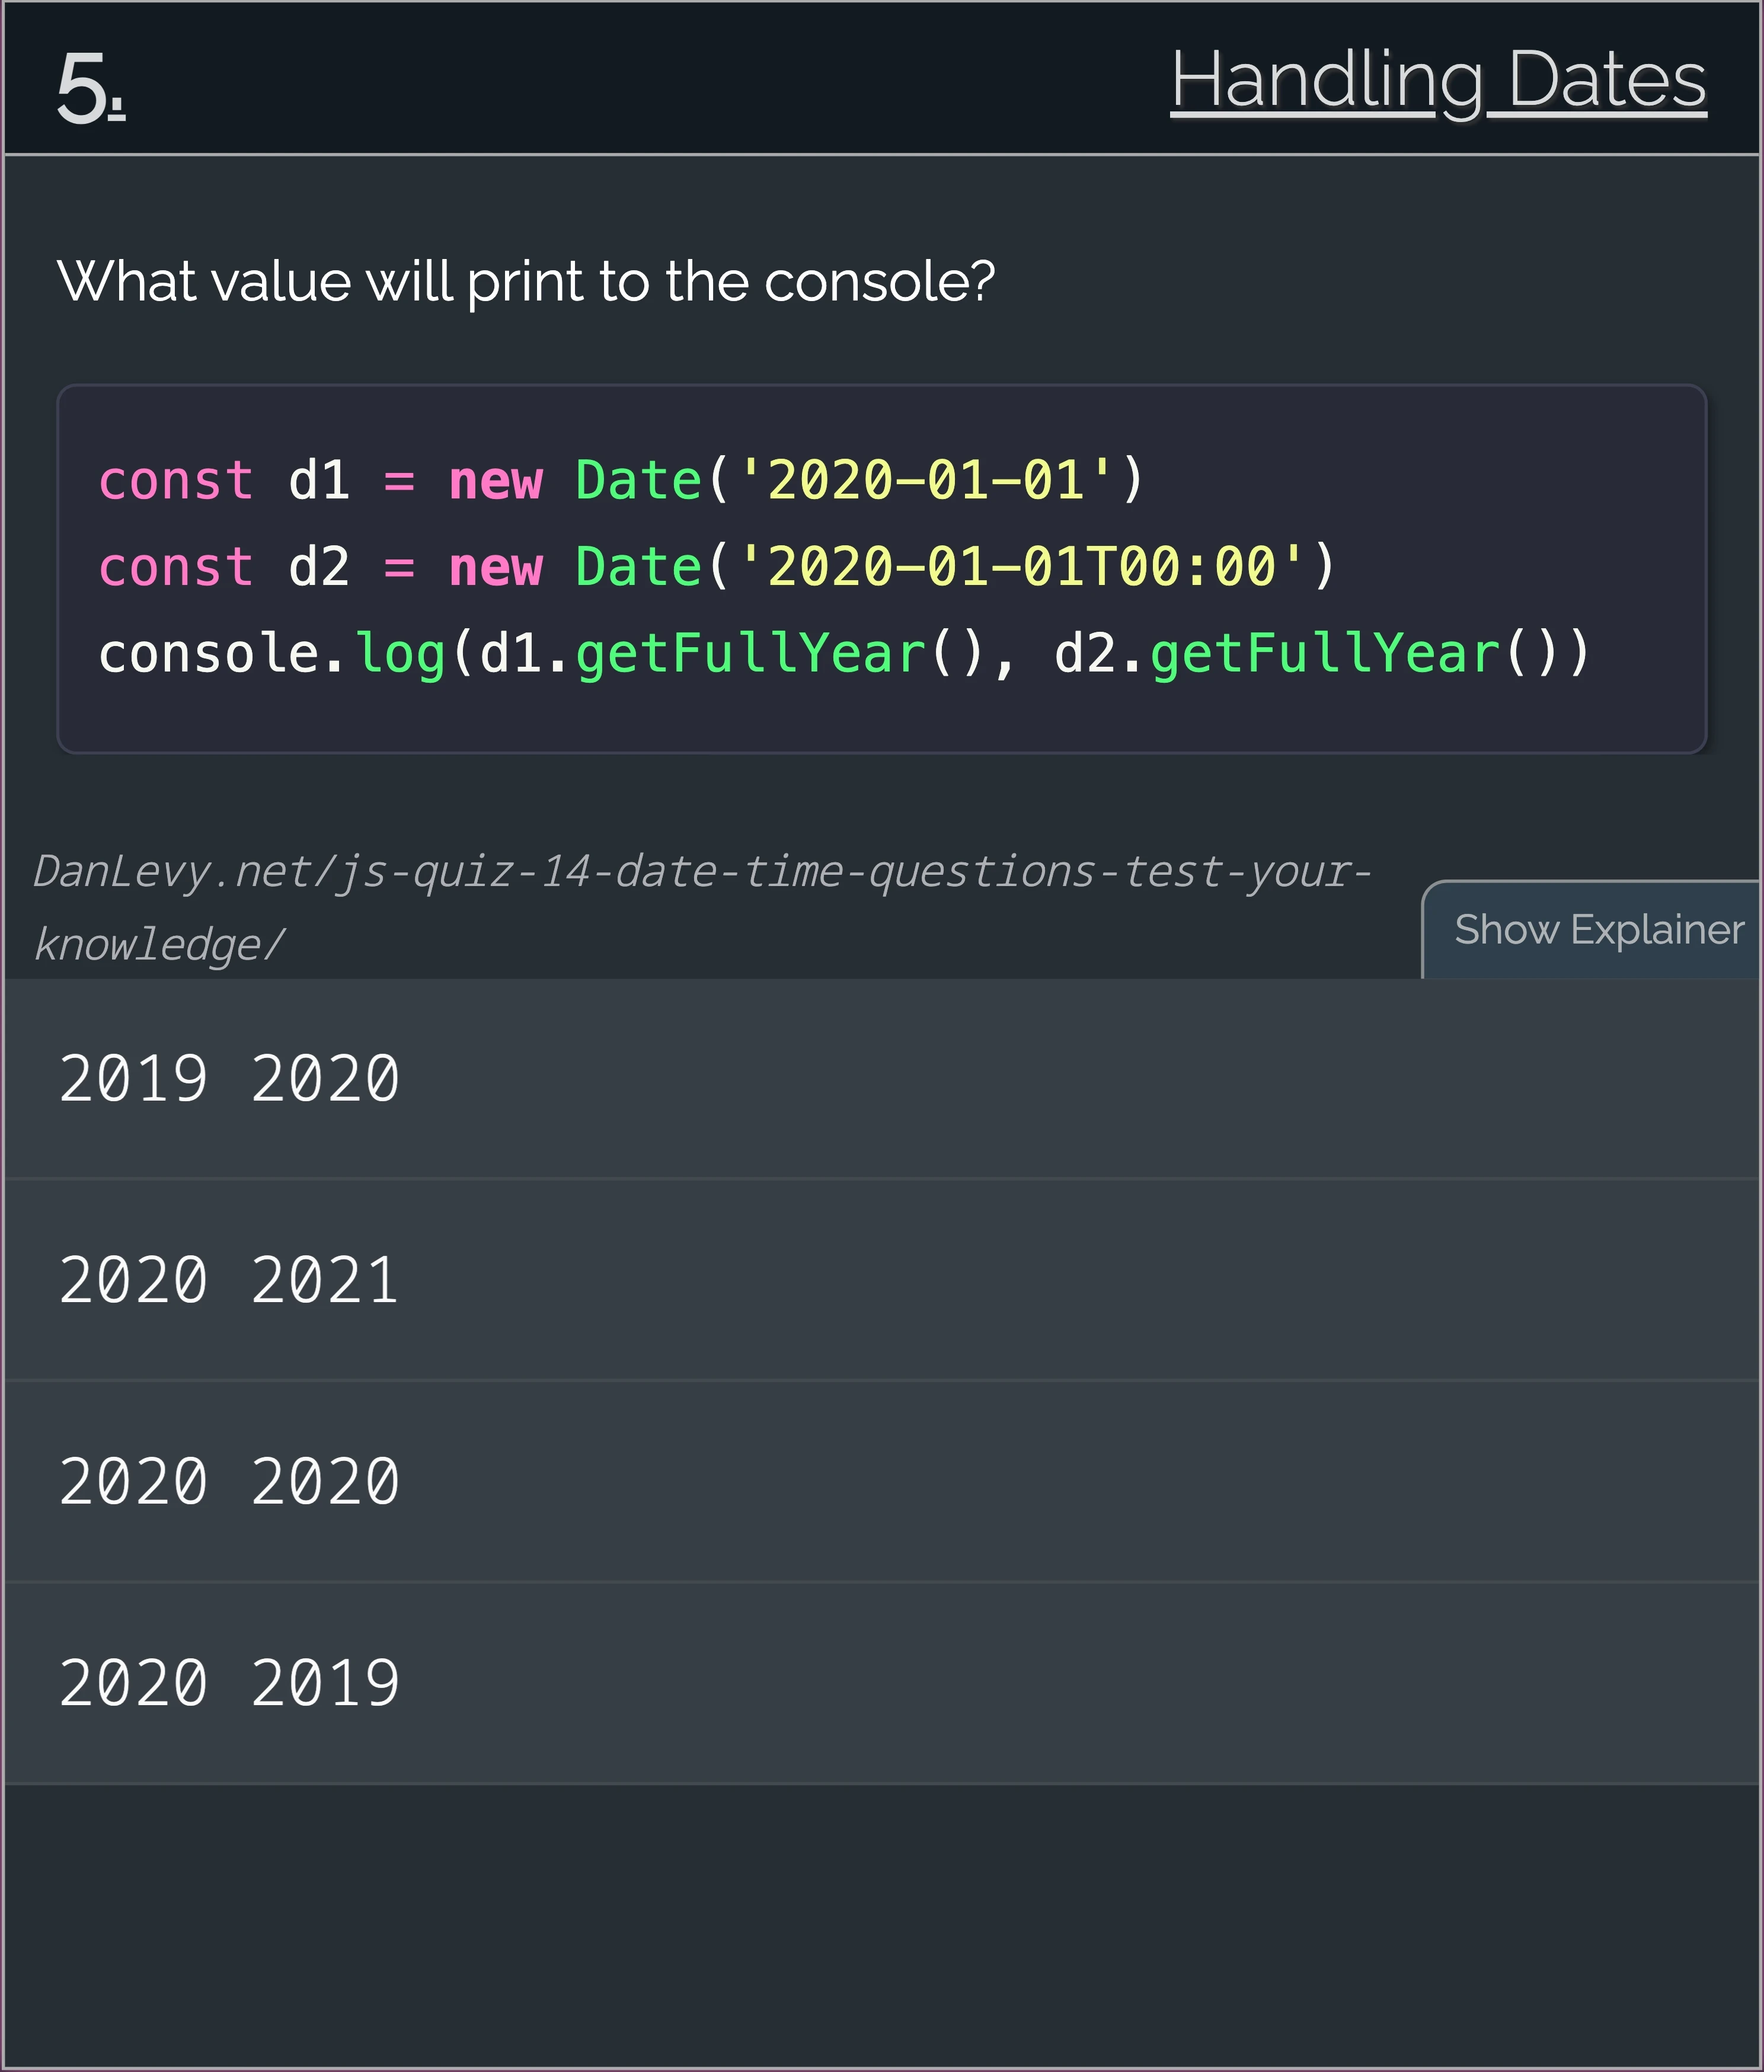 5.
Handling Dates
What value will print to the console?
const d1 = new Date('2020-01-01')
const d2 = new Date('2020-01-01T00:00')
console.log(d1.getFullYear(), d2.getFullYear())
DanLevy.net/js-quiz-14-date-time-questions-test-your-
knowledge/
Show Explainer
2019 2020
2020 2021
2020 2020
2020 2019